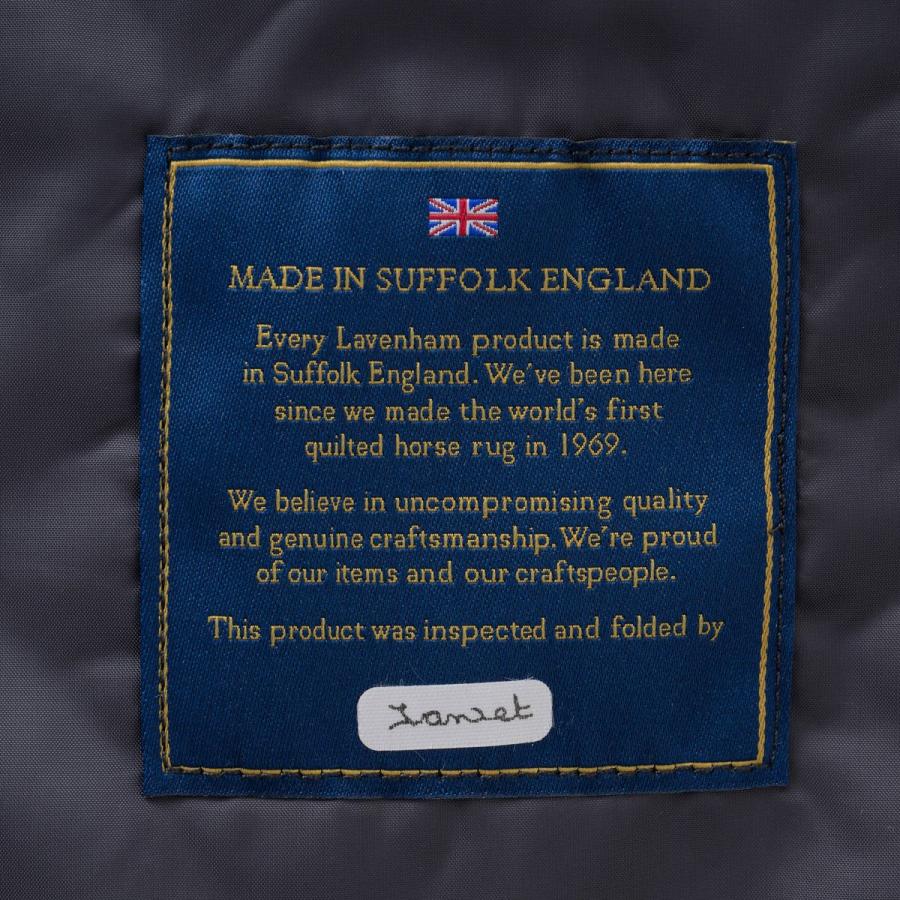 MADE IN SUFFOLK ENGLAND
Every Lavenham product is made
in Suffolk England. We've been here
since we made the world's first
quilted horse rug in 1969.
We believe in uncompromising quality
and genuine craftsmanship. We're proud
of our items and our craftspeople.
This product was inspected and folded by